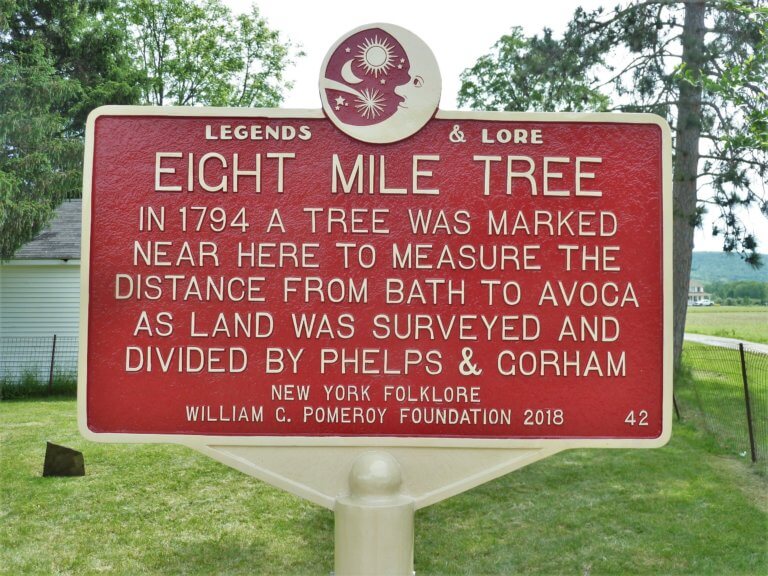 LEGENDS & LORE
EIGHT MILE TREE
IN 1794 A TREE WAS MARKED
NEAR HERE TO MEASURE THE
DISTANCE FROM BATH TO AVOCA
AS LAND WAS SURVEYED AND
DIVIDED BY PHELPS & GORHAM
NEW YORK FOLKLORE
WILLIAM G. POMEROY FOUNDATION 2018 42